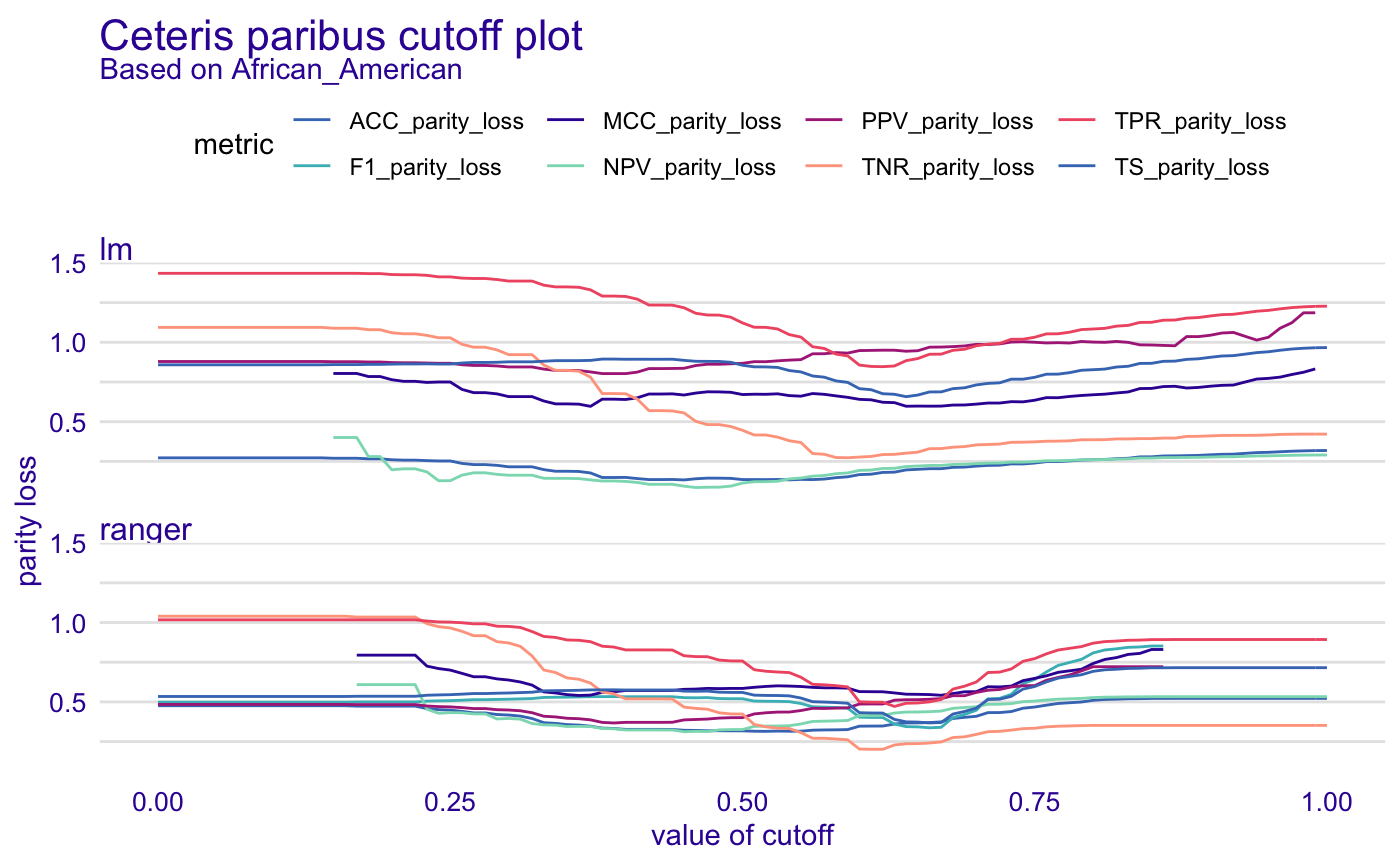 Ceteris paribus cutoff plot
Based on African_American
metric
ACC_parity_loss MCC_parity_loss PPV_parity_loss TPR_parity_loss
F1_parity_loss NPV_parity_loss TNR_parity_loss TS_parity_loss
lm
1.5
1.0
0.5
parity loss
ranger
1.5
1.0
0.5
0.00 0.25 0.50 0.75 1.00
value of cutoff